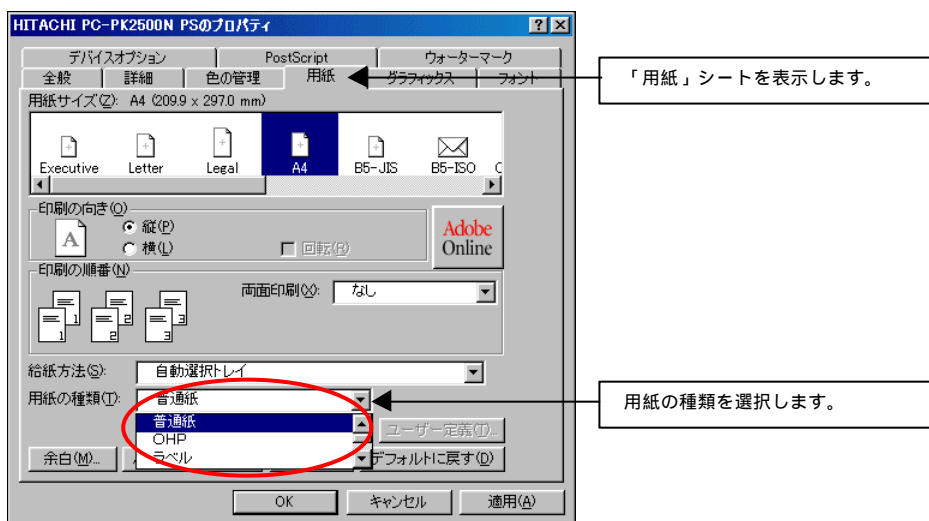 HITACHI PC-PK2500N PSのプロパティ
デバイスオプション PostScript ウォーターマーク
全般 詳細 色の管理 用紙 グラフィックス フォント
「用紙」シートを表示します。
用紙サイズ(Z): A4 (209.9 x 297.0 mm)
Executive Letter Legal A4 B5-JIS B5-ISO C
印刷の向き(O)
A 縦(P)
横(L) 回転(R)
Adobe
Online
印刷の順番(N)
1 1 2 2 3 3
両面印刷(X): なし
給紙方法(S): 自動選択トレイ
用紙の種類(T): 普通紙
用紙の種類を選択します。
普通紙
OHP
ラベル
ユーザー定義(I)...
余白(M)... デフォルトに戻す(D)
OK キャンセル 適用(A)